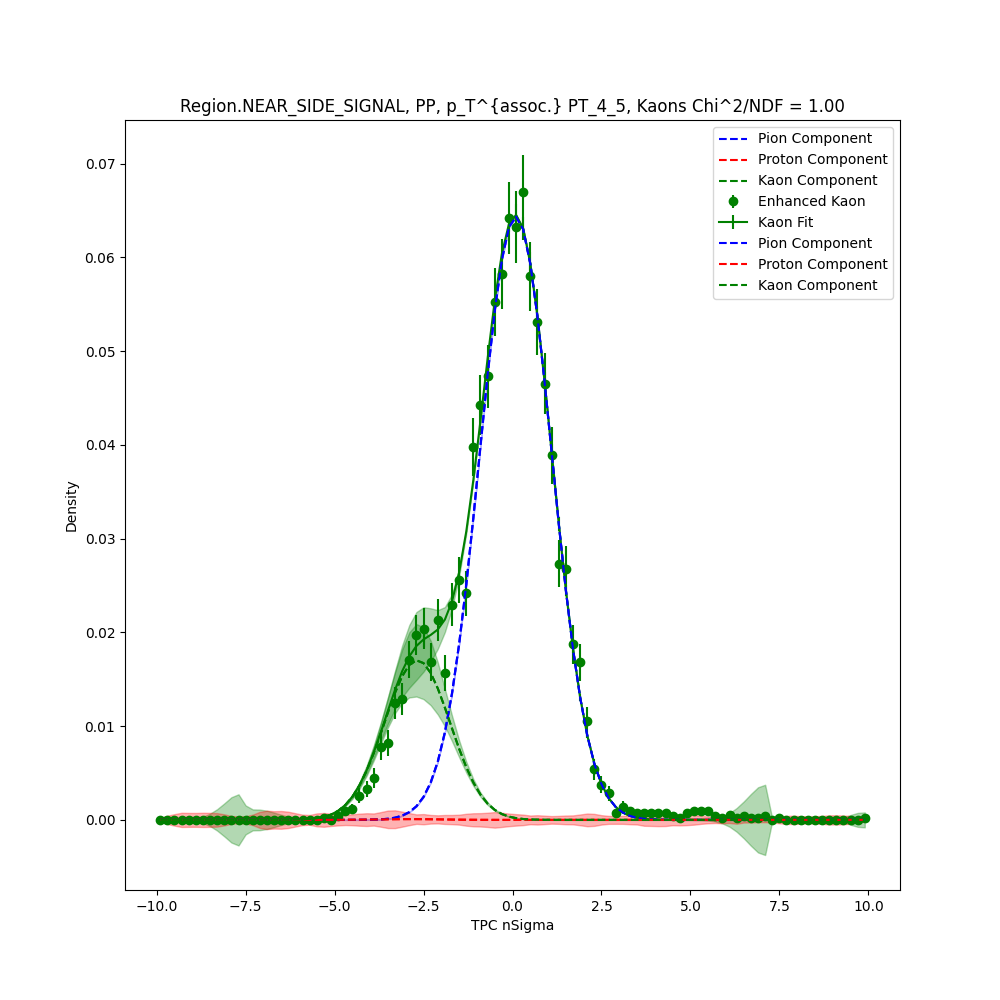 Region.NEAR_SIDE_SIGNAL, PP, p_T^{assoc.} PT_4_5, Kaons Chi^2/NDF = 1.00
Pion Component
Proton Component
Kaon Component
Enhanced Kaon
Kaon Fit
Pion Component
Proton Component
Kaon Component
0.07
0.06
0.05
0.04
0.03
0.02
0.01
0.00
Density
−10.0 −7.5 −5.0 −2.5 0.0 2.5 5.0 7.5 10.0
TPC nSigma